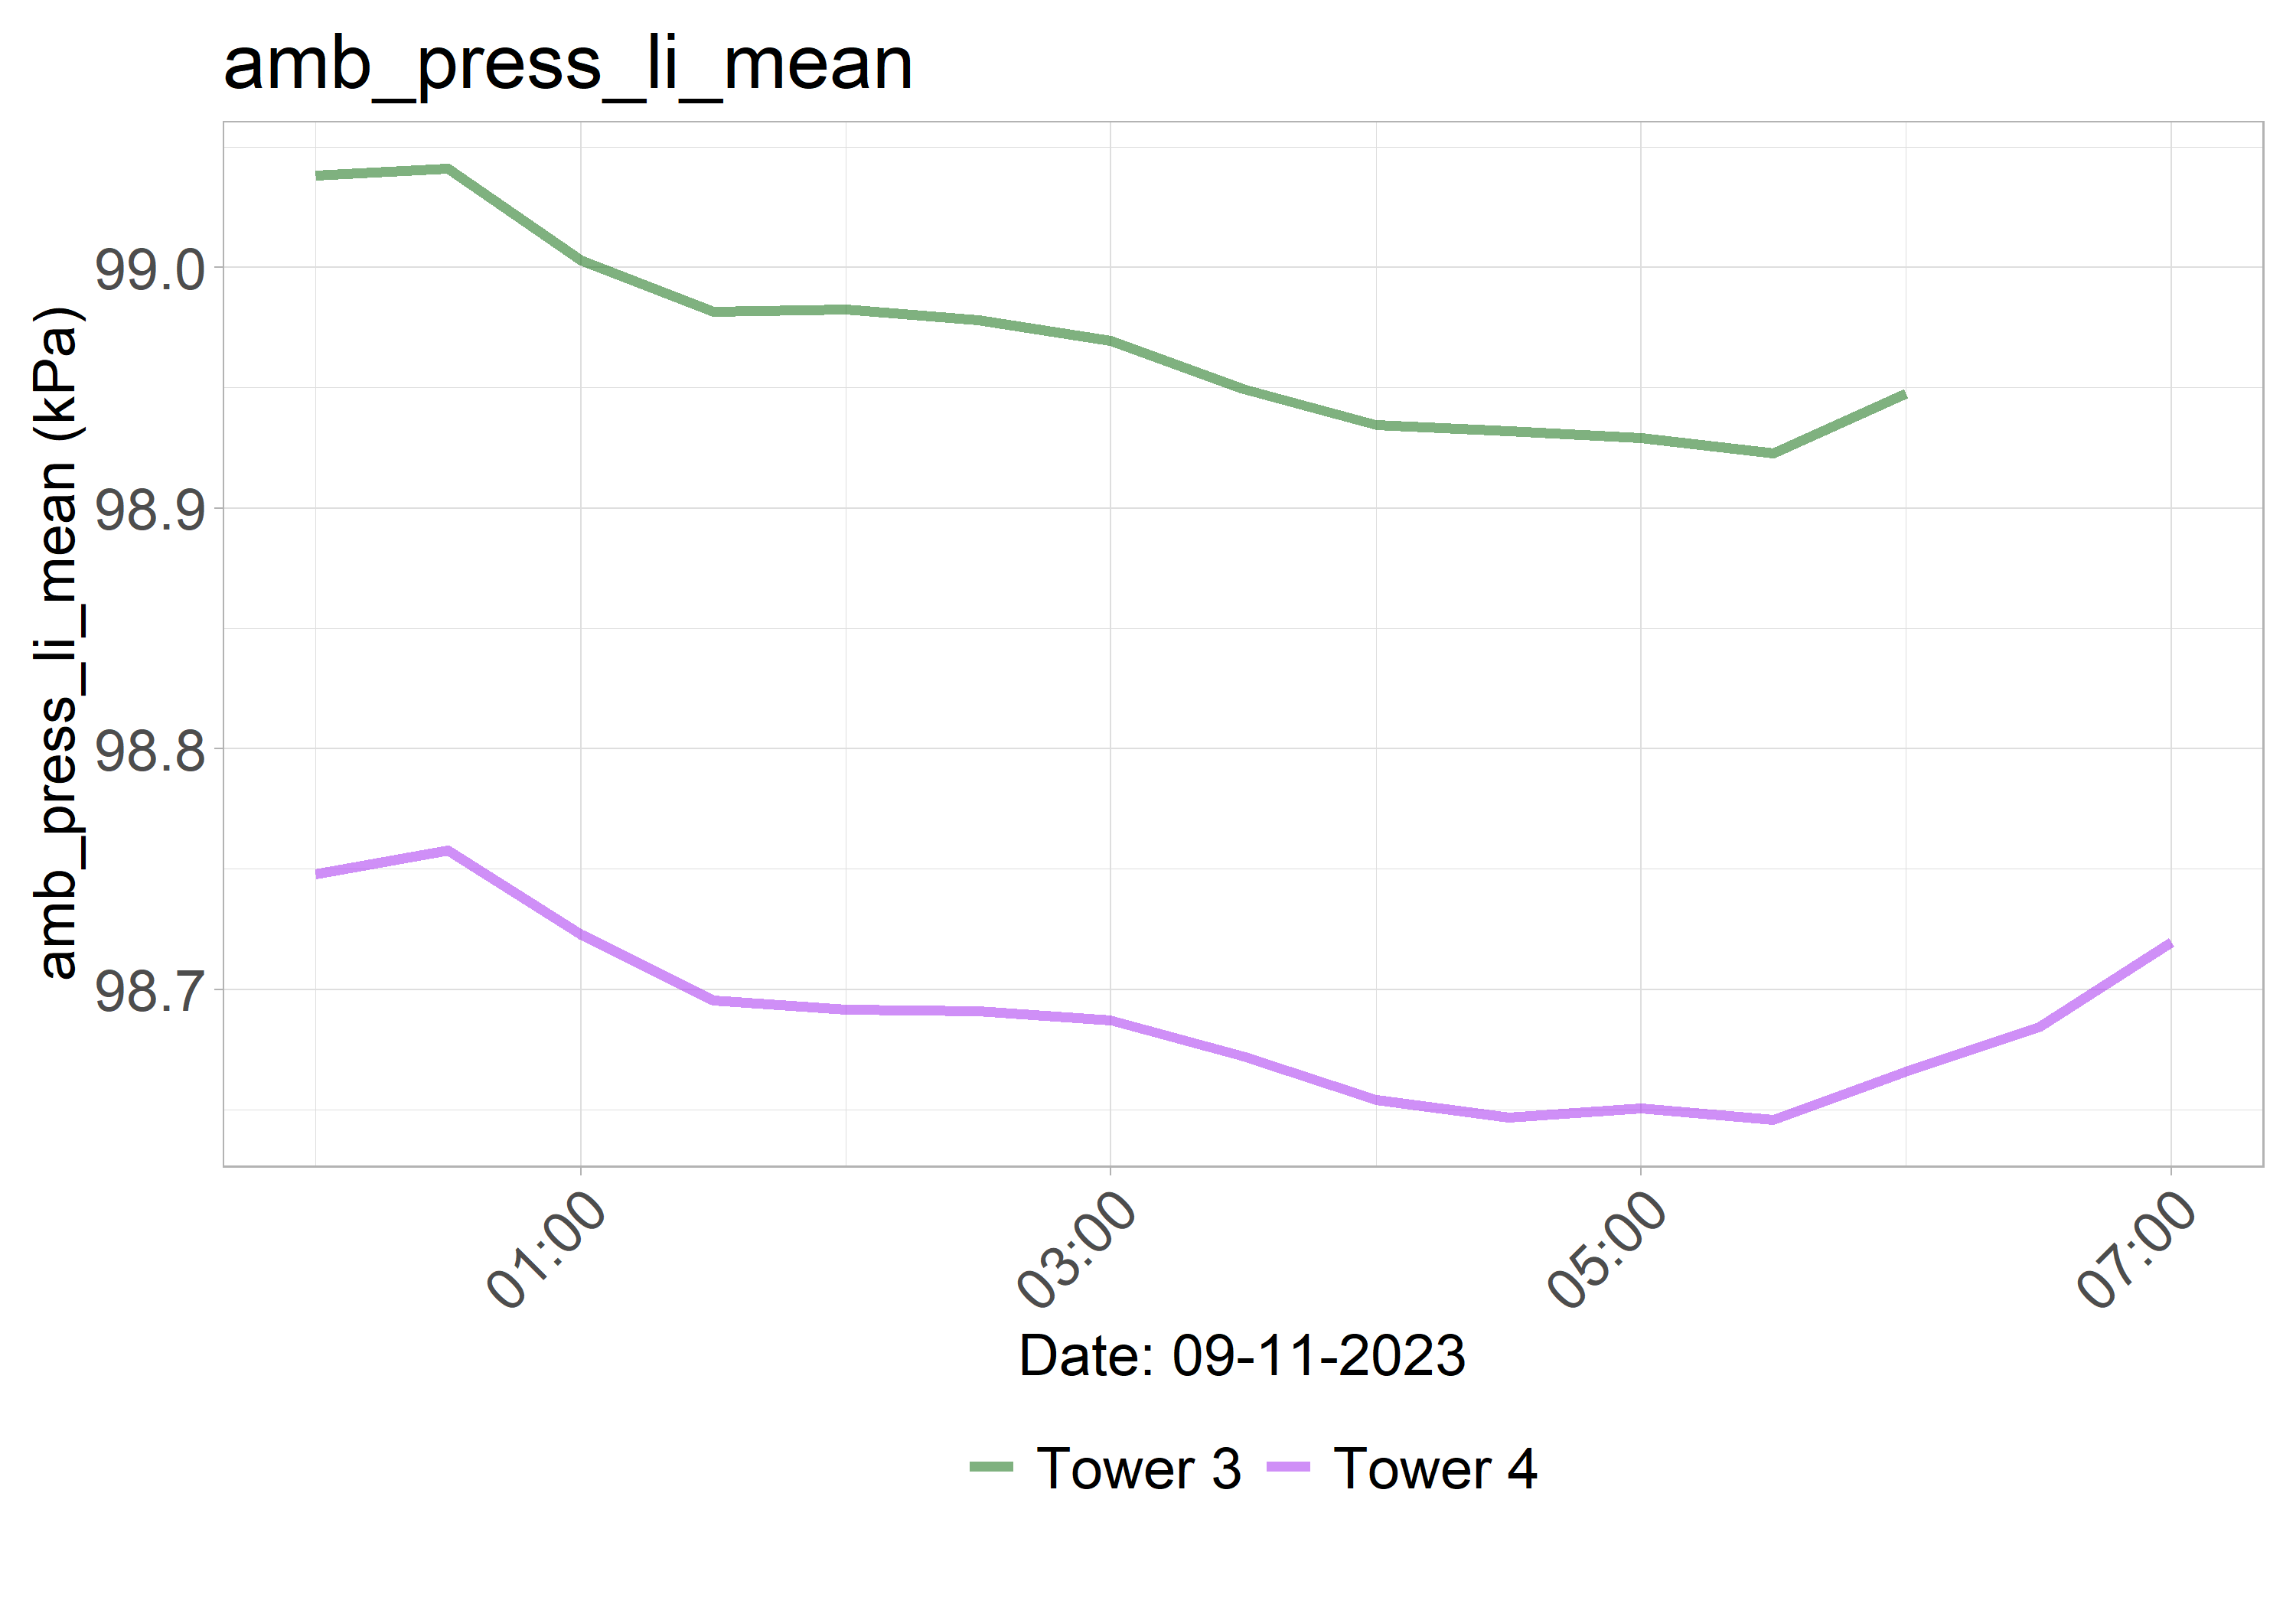 amb_press_li_mean
amb_press_li_mean (kPa)
99.0
98.9
98.8
98.7
01:00
03:00
05:00
07:00
Date: 09-11-2023
Tower 3
Tower 4